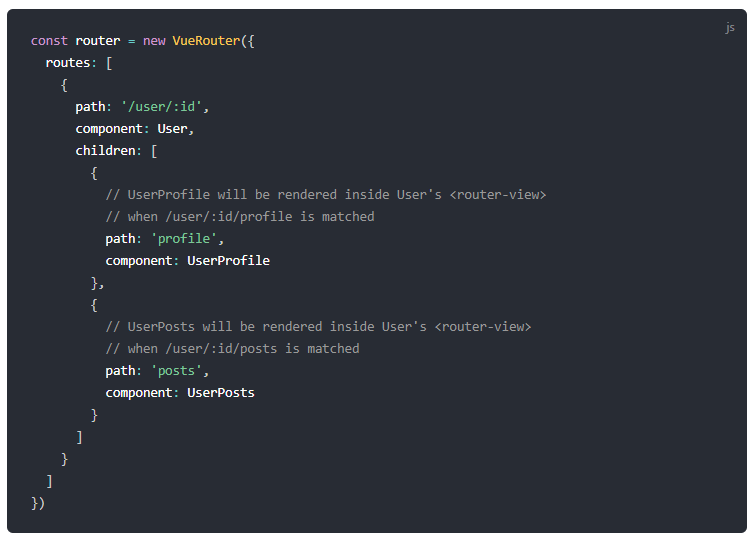 js
const router = new VueRouter({
  routes: [
    {
      path: '/user/:id',
      component: User,
      children: [
        {
          // UserProfile will be rendered inside User's <router-view>
          // when /user/:id/profile is matched
          path: 'profile',
          component: UserProfile
        },
        {
          // UserPosts will be rendered inside User's <router-view>
          // when /user/:id/posts is matched
          path: 'posts',
          component: UserPosts
        }
      ]
    }
  ]
})